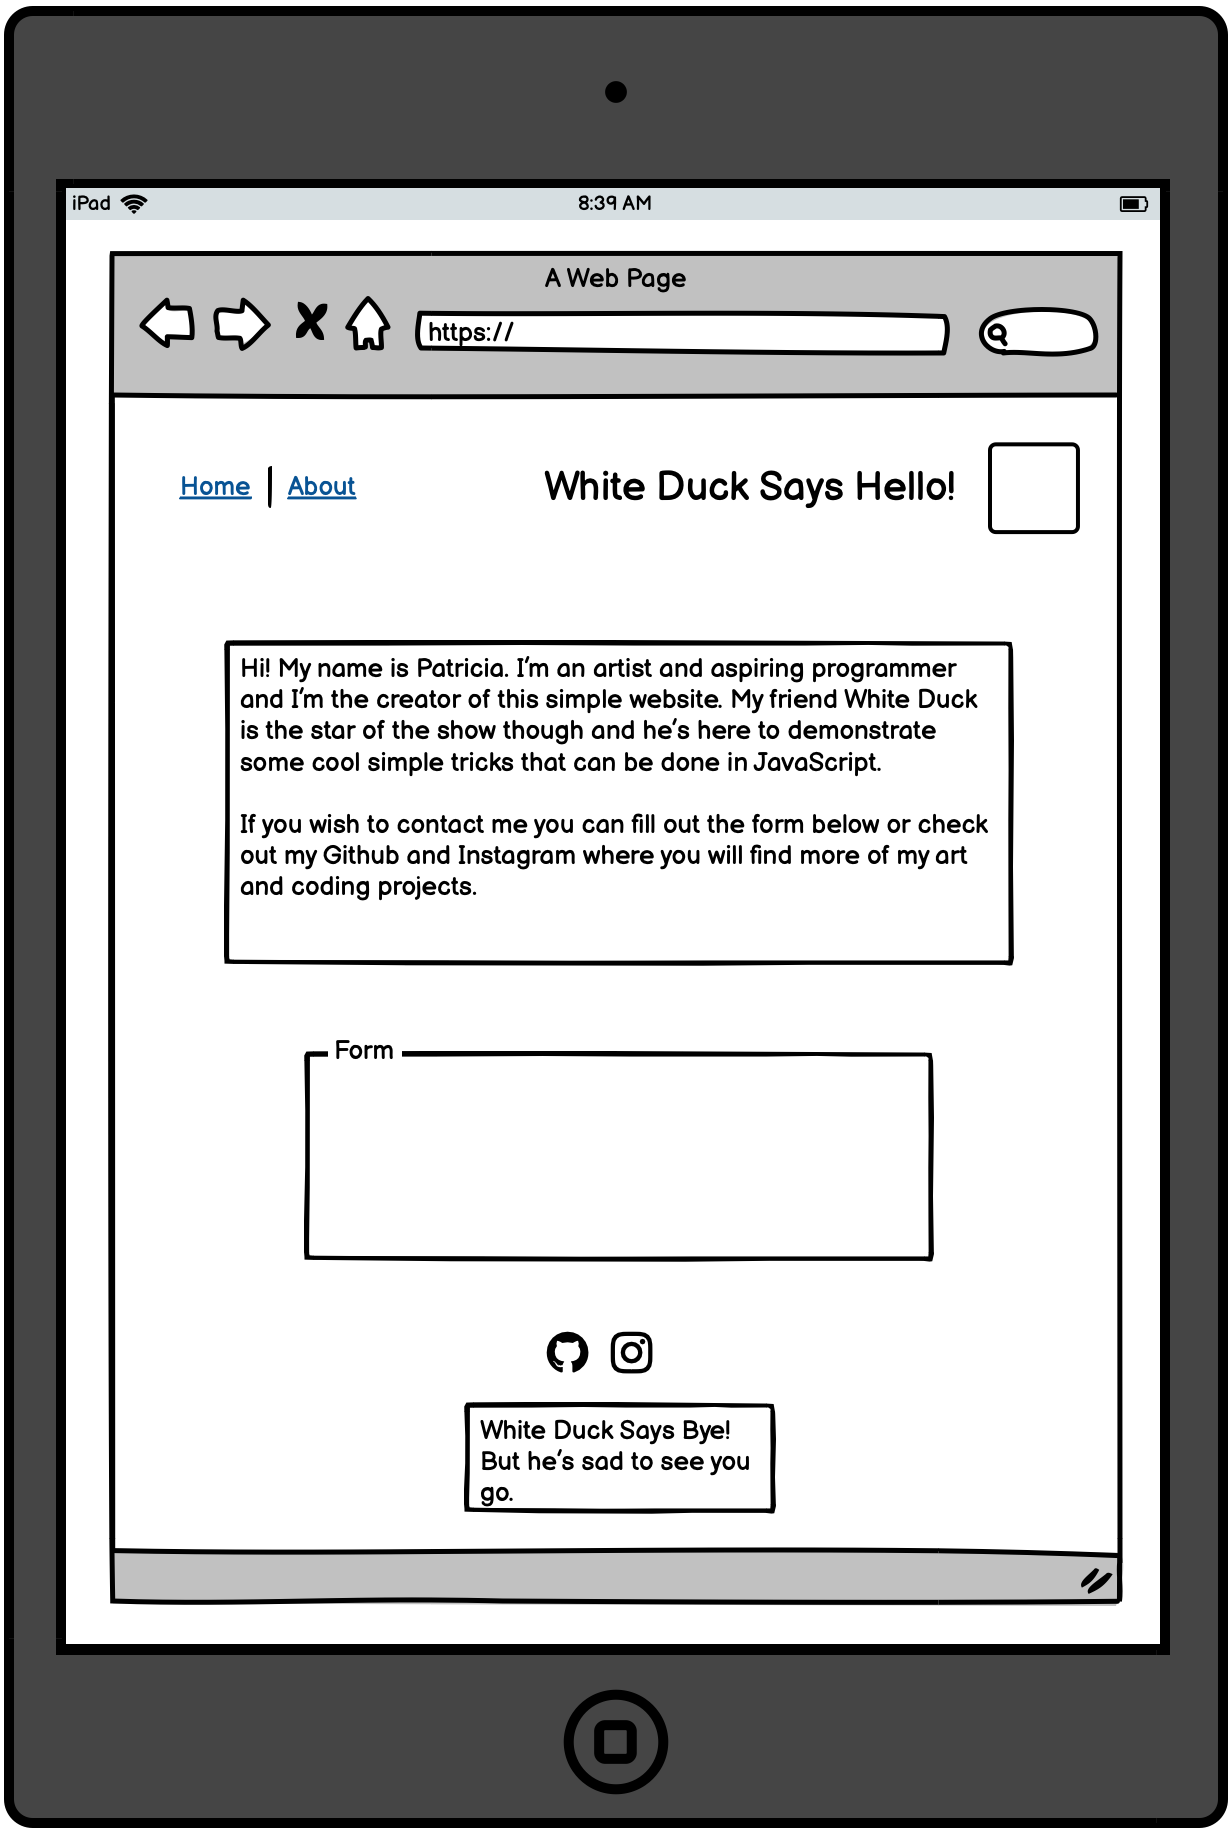 iPad 8:39 AM
A Web Page
https://
Home | About
White Duck Says Hello!
Hi! My name is Patricia. I'm an artist and aspiring programmer
and I'm the creator of this simple website. My friend White Duck
is the star of the show though and he's here to demonstrate
some cool simple tricks that can be done in JavaScript.
If you wish to contact me you can fill out the form below or check
out my Github and Instagram where you will find more of my art
and coding projects.
Form
White Duck Says Bye!
But he's sad to see you
go.